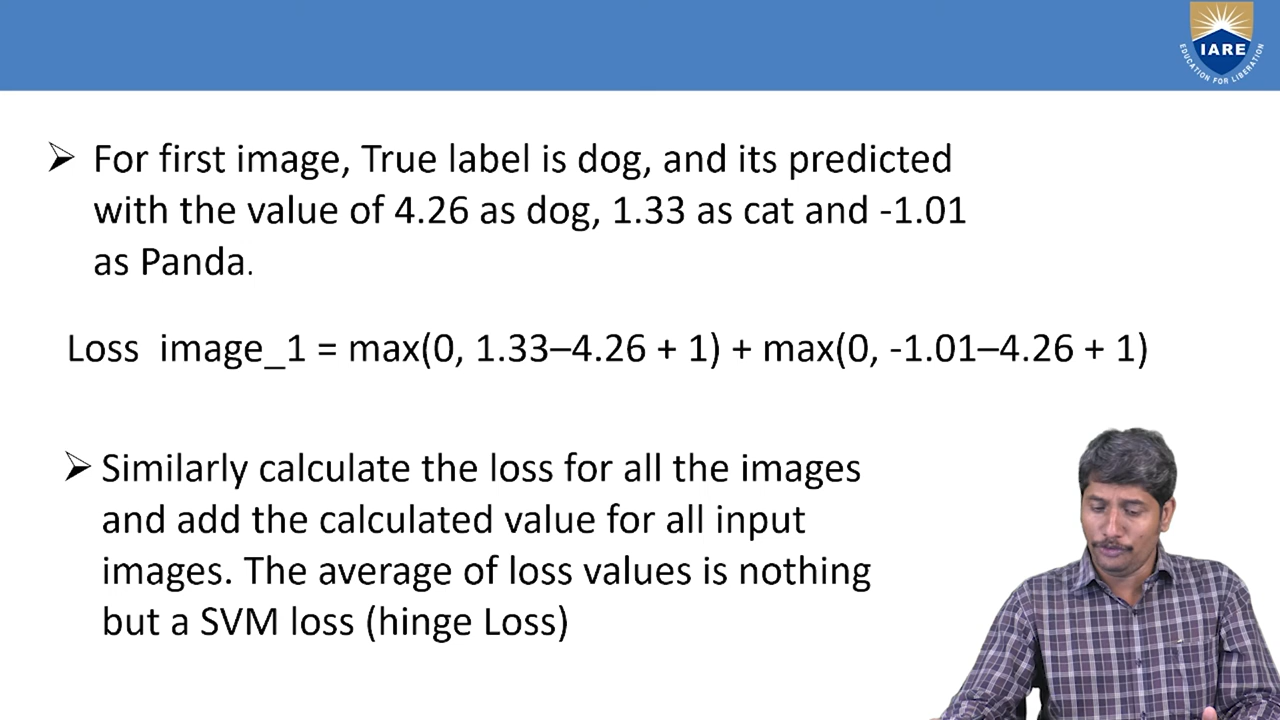 IARE
EDUCATION FOR LIBERATION
➢ For first image, True label is dog, and its predicted
with the value of 4.26 as dog, 1.33 as cat and -1.01
as Panda.
Loss image_1 = max(0, 1.33–4.26 + 1) + max(0, -1.01–4.26 + 1)
➢ Similarly calculate the loss for all the images
and add the calculated value for all input
images. The average of loss values is nothing
but a SVM loss (hinge Loss)